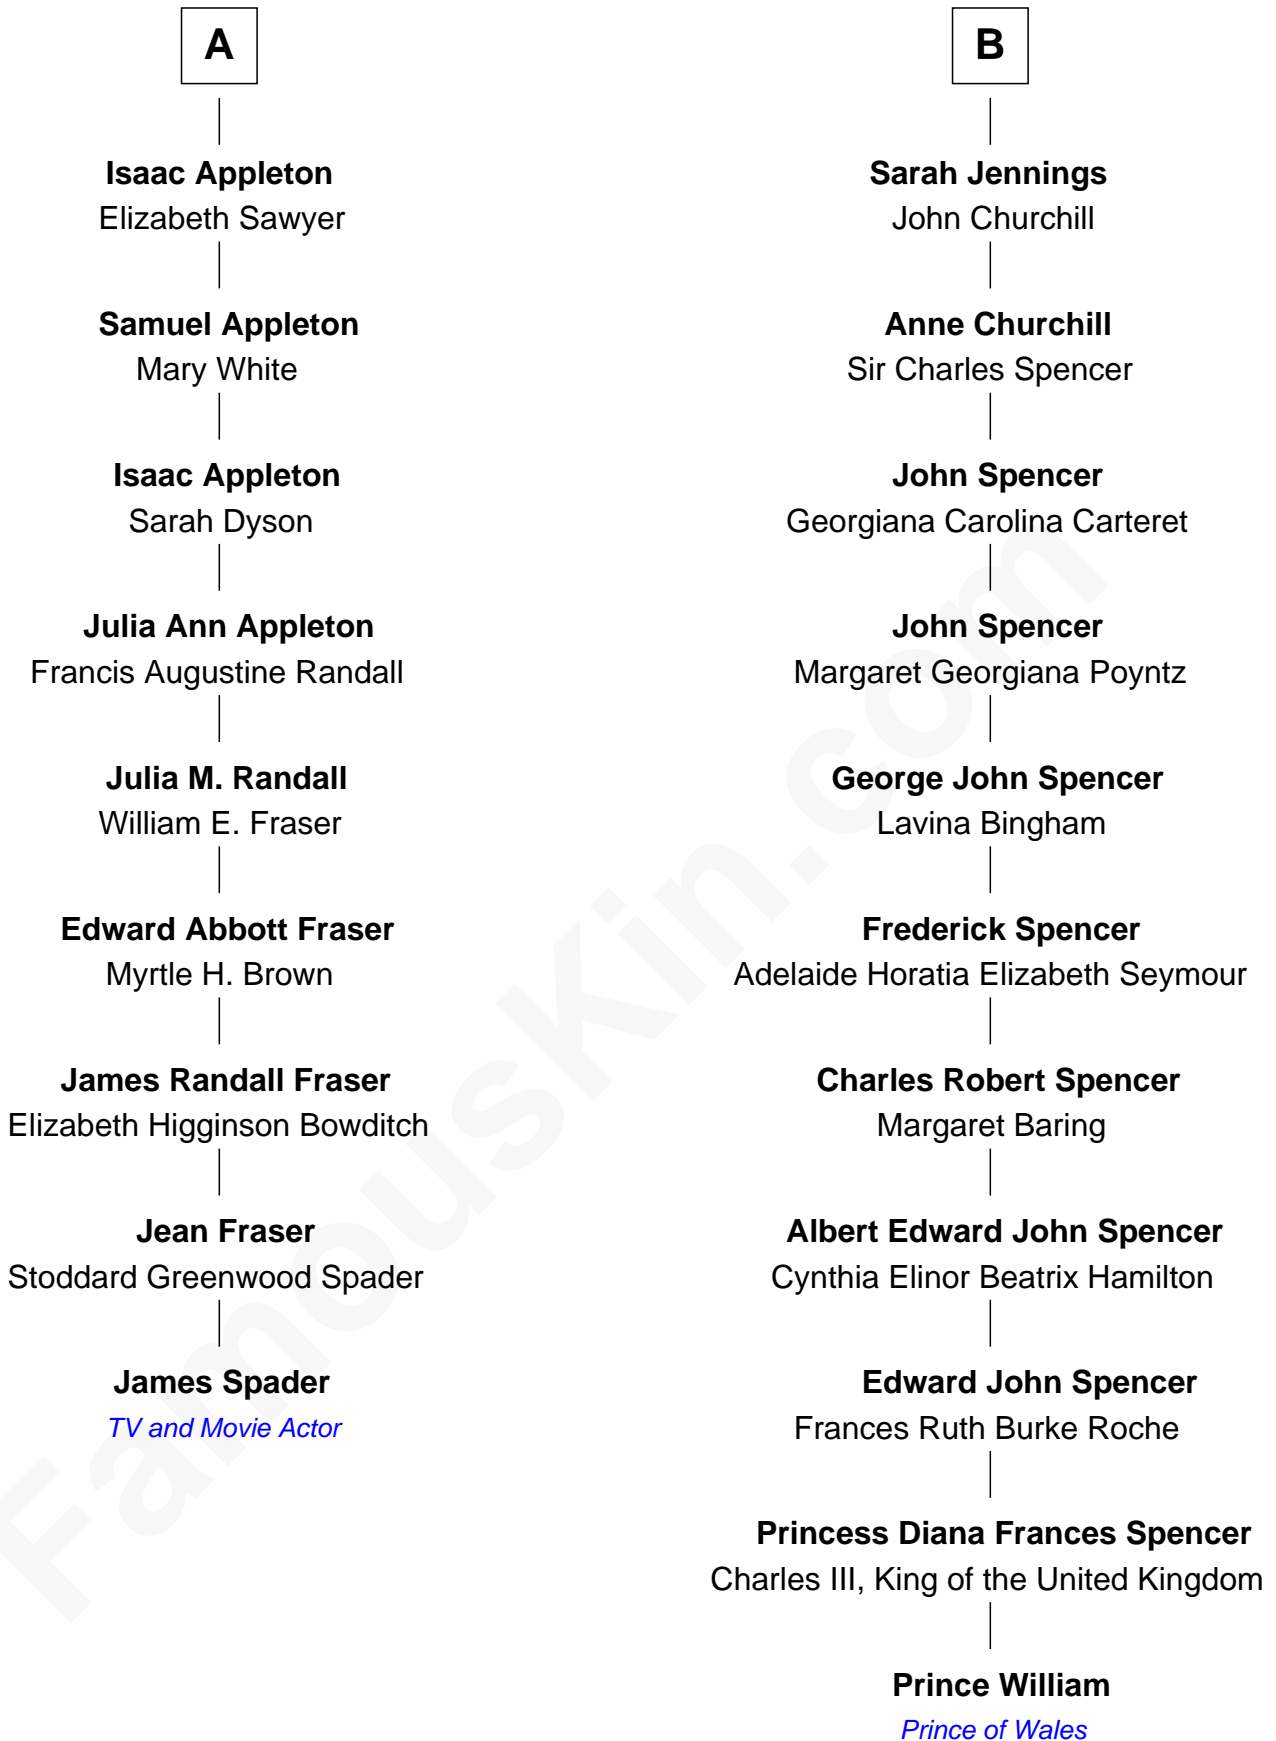 A
Isaac Appleton
Elizabeth Sawyer
Samuel Appleton
Mary White
Isaac Appleton
Sarah Dyson
Julia Ann Appleton
Francis Augustine Randall
Julia M. Randall
William E. Fraser
Edward Abbott Fraser
Myrtle H. Brown
James Randall Fraser
Elizabeth Higginson Bowditch
Jean Fraser
Stoddard Greenwood Spader
James Spader
TV and Movie Actor
B
Sarah Jennings
John Churchill
Anne Churchill
Sir Charles Spencer
John Spencer
Georgiana Carolina Carteret
John Spencer
Margaret Georgiana Poyntz
George John Spencer
Lavina Bingham
Frederick Spencer
Adelaide Horatia Elizabeth Seymour
Charles Robert Spencer
Margaret Baring
Albert Edward John Spencer
Cynthia Elinor Beatrix Hamilton
Edward John Spencer
Frances Ruth Burke Roche
Princess Diana Frances Spencer
Charles III, King of the United Kingdom
Prince William
Prince of Wales
FamousKin.com